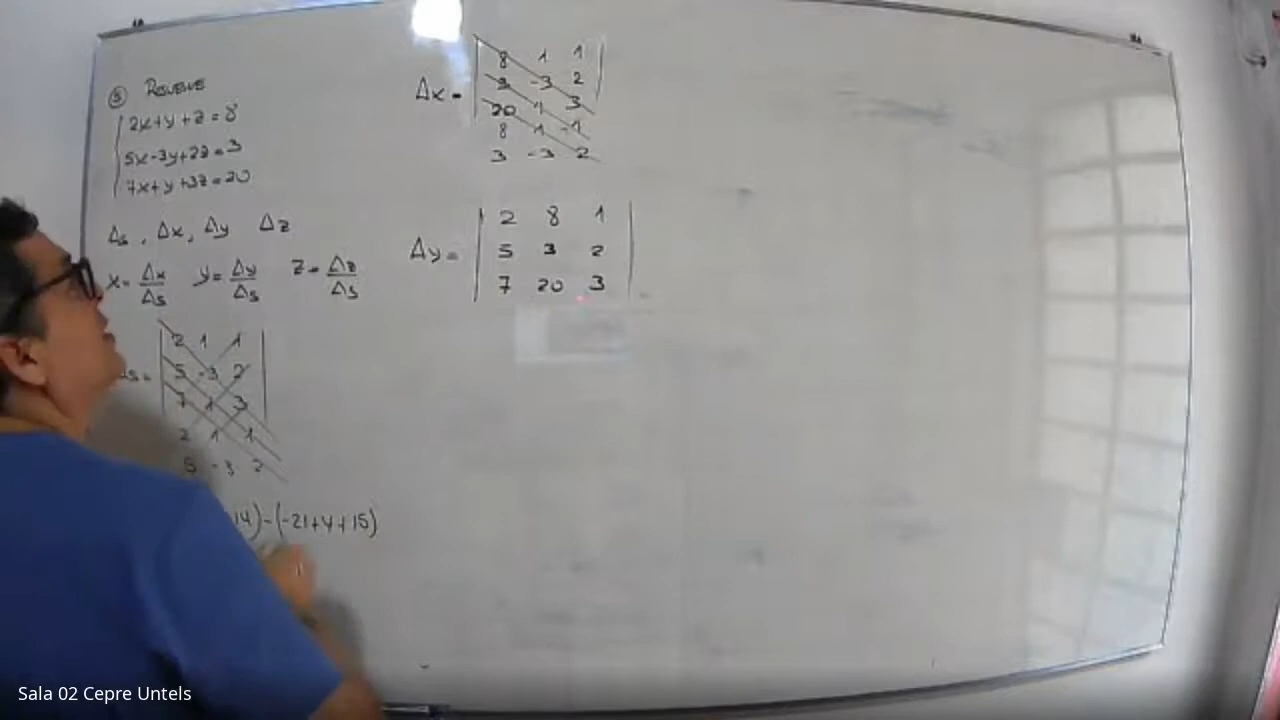 ⑤ RESUELVE
2x+y+z=8
5x-3y+2z=3
7x+y+3z=20
Δs, Δx, Δy Δz
x=Δx/Δs y=Δy/Δs z=Δz/Δs
2 1 1
5 -3 2
7 1 3
2 1 1
5 -3 2
14)-(-21+4+15)
Δx=
8 1 1
3 -3 2
20 1 3
8 1 1
3 -3 2
Δy=
2 8 1
5 3 2
7 20 3
Sala 02 Cepre Untels